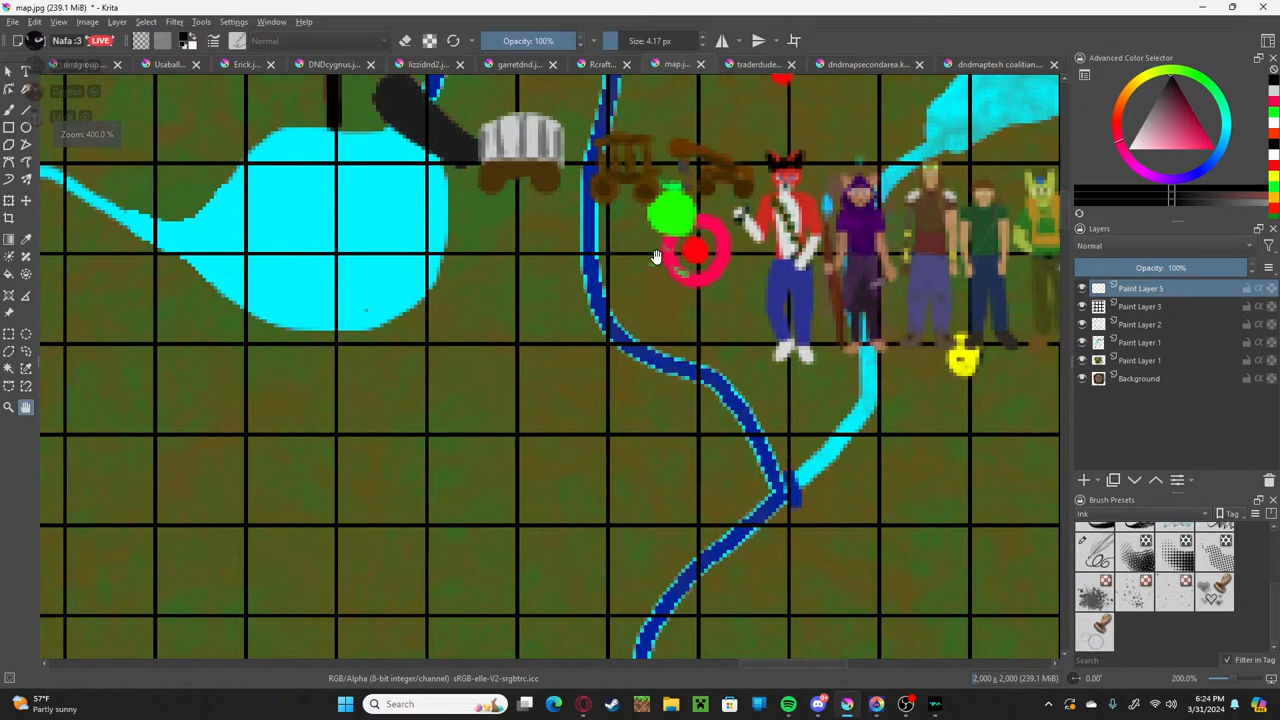 map.jpg (239.1 MiB) * - Krita
File Edit View Image Layer Select Filter Tools Settings Window Help
Nafa :3 LIVE Normal Opacity: 100% Size: 4.17 px
Usaball... Erick.j... DNDcygnus.j... lizzidnd2.j... garretdnd.j... Rcraft... map.j... traderdude... dndmapsecondarea.k... dndmaptexh coalitian....
Cygnus
Erick
Zoom: 400.0 %
Advanced Color Selector
Layers
Normal
Opacity: 100%
Paint Layer 5
Paint Layer 3
Paint Layer 2
Paint Layer 1
Paint Layer 1
Background
Brush Presets
Ink Tag
Search Filter in Tag
RGB/Alpha (8-bit integer/channel) sRGB-elle-V2-srgbtrc.icc 2,000 x 2,000 (239.1 MiB) 0.00° 200.0%
57°F
Partly sunny
Search
6:24 PM
3/31/2024